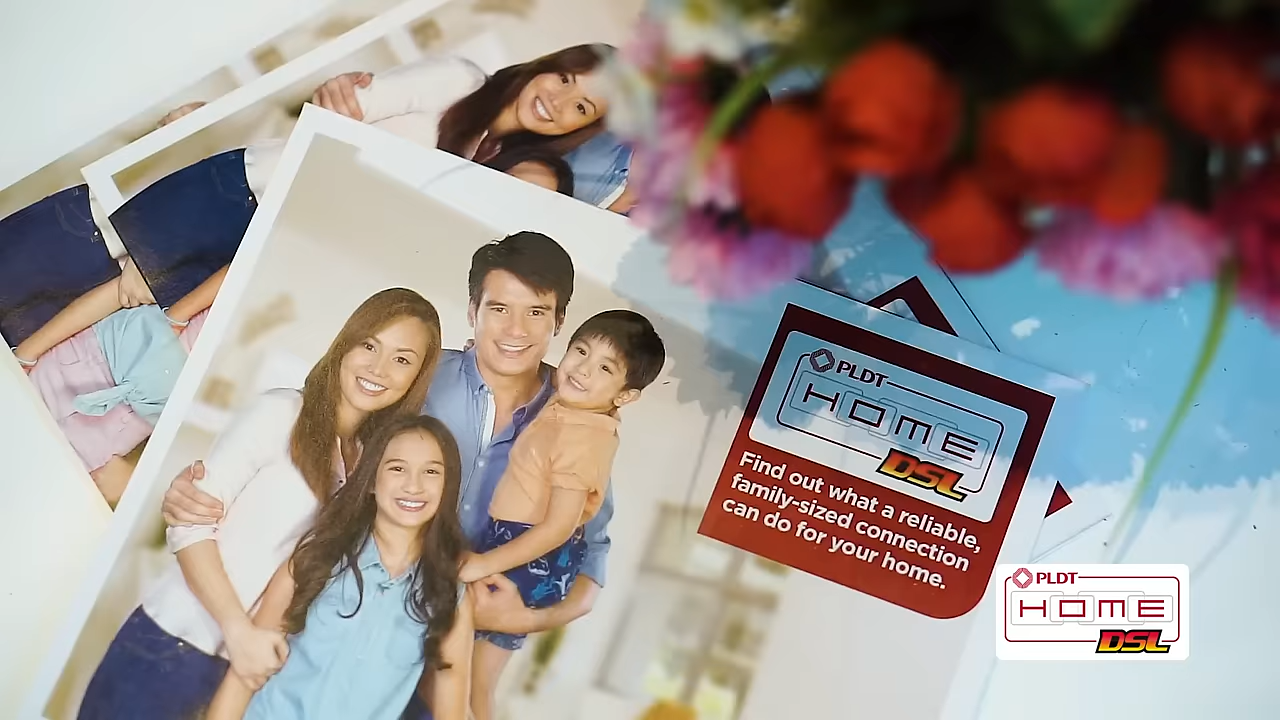 PLDT
HOME
DSL
Find out what a reliable,
family-sized connection
can do for your home.
PLDT
HOME
DSL